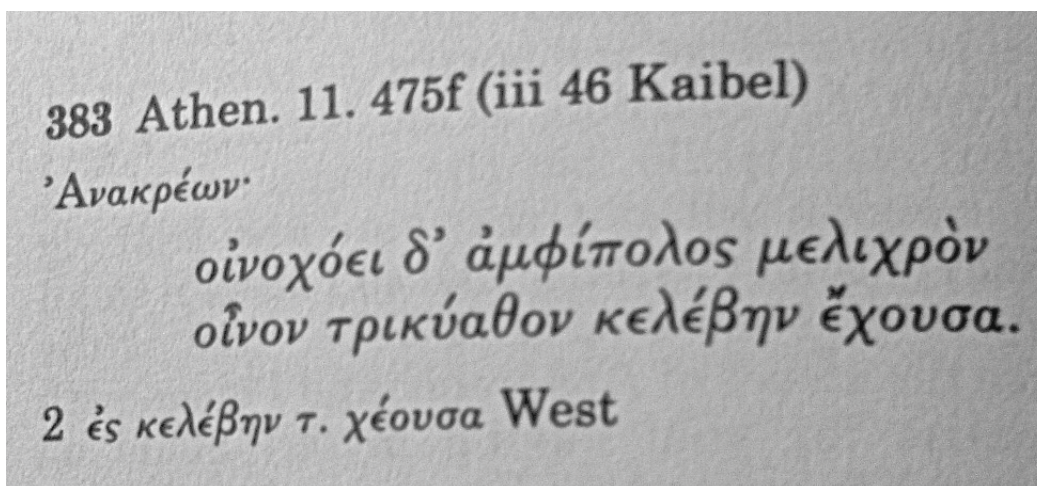 383 Athen. 11. 475f (iii 46 Kaibel)
Ἀνακρέων·
οἰνοχόει δ’ ἀμφίπολος μελιχρὸν
οἶνον τρικύαθον κελέβην ἔχουσα.
2 ἐς κελέβην τ. χέουσα West